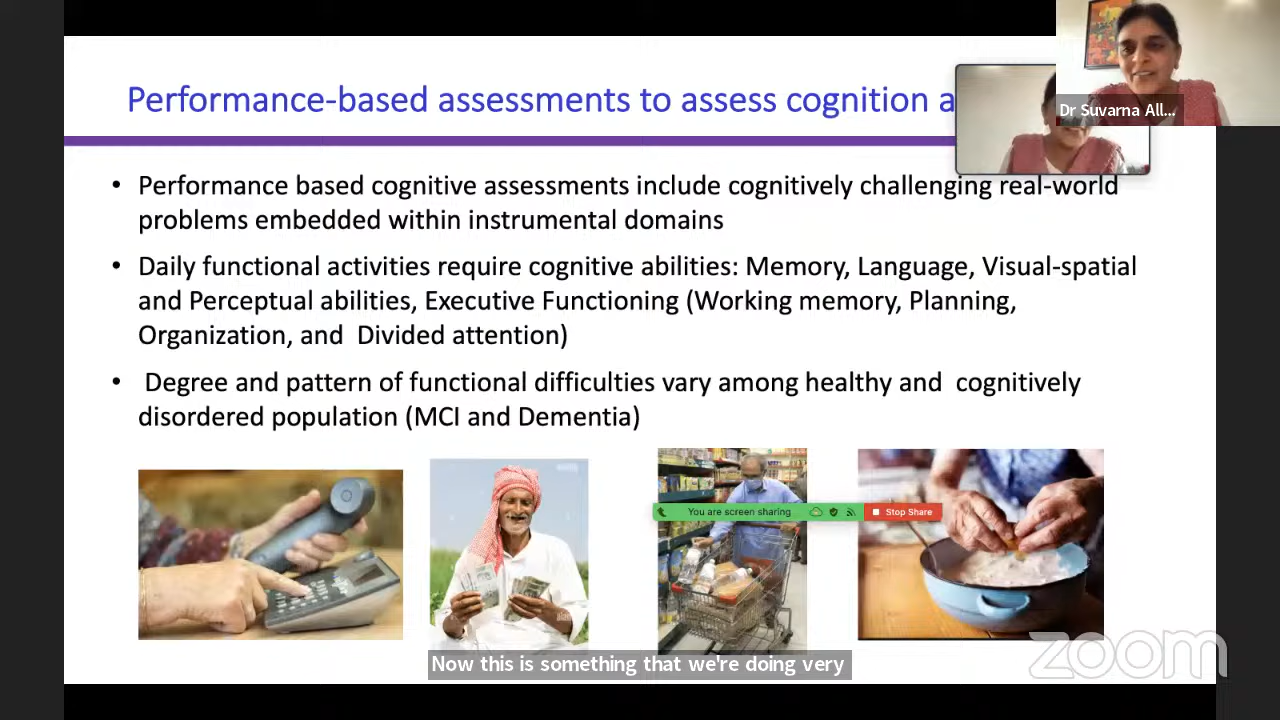 Performance-based assessments to assess cognition a
Dr Suvarna All...
• Performance based cognitive assessments include cognitively challenging real-world
problems embedded within instrumental domains
• Daily functional activities require cognitive abilities: Memory, Language, Visual-spatial
and Perceptual abilities, Executive Functioning (Working memory, Planning,
Organization, and Divided attention)
• Degree and pattern of functional difficulties vary among healthy and cognitively
disordered population (MCI and Dementia)
You are screen sharing
Stop Share
Now this is something that we're doing very
zoom